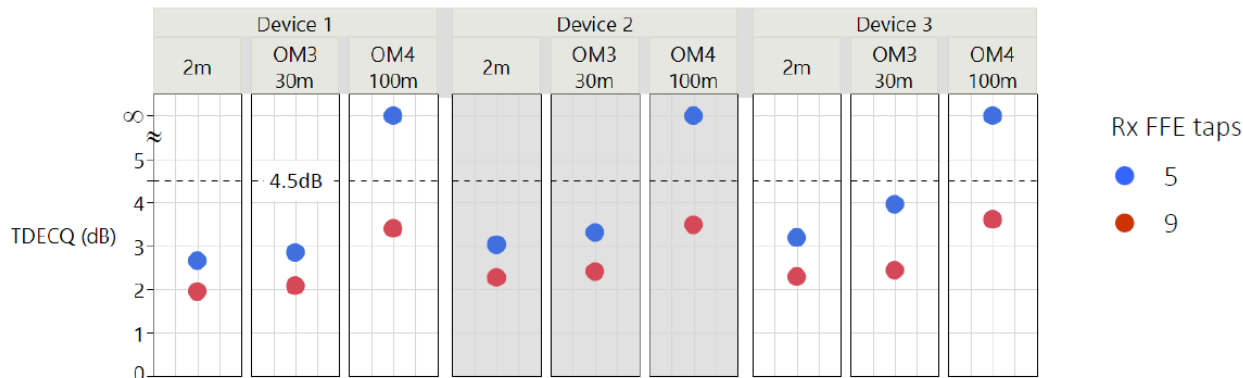 Device 1 Device 2 Device 3
2m OM3 30m OM4 100m 2m OM3 30m OM4 100m 2m OM3 30m OM4 100m
∞
≈
5
4.5dB
4
TDECQ (dB)
3
2
1
0
Rx FFE taps
5
9